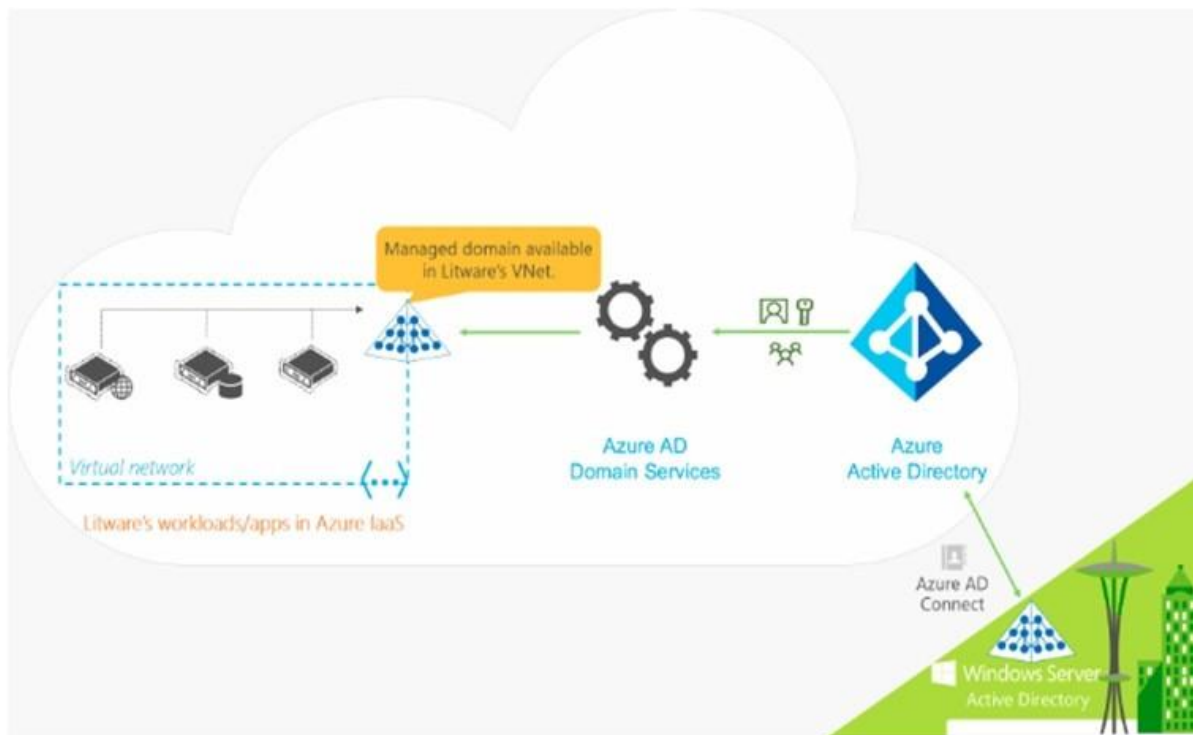 Managed domain available
in Litware's VNet.
Virtual network
Litware's workloads/apps in Azure IaaS
Azure AD
Domain Services
Azure
Active Directory
Azure AD
Connect
Windows Server
Active Directory